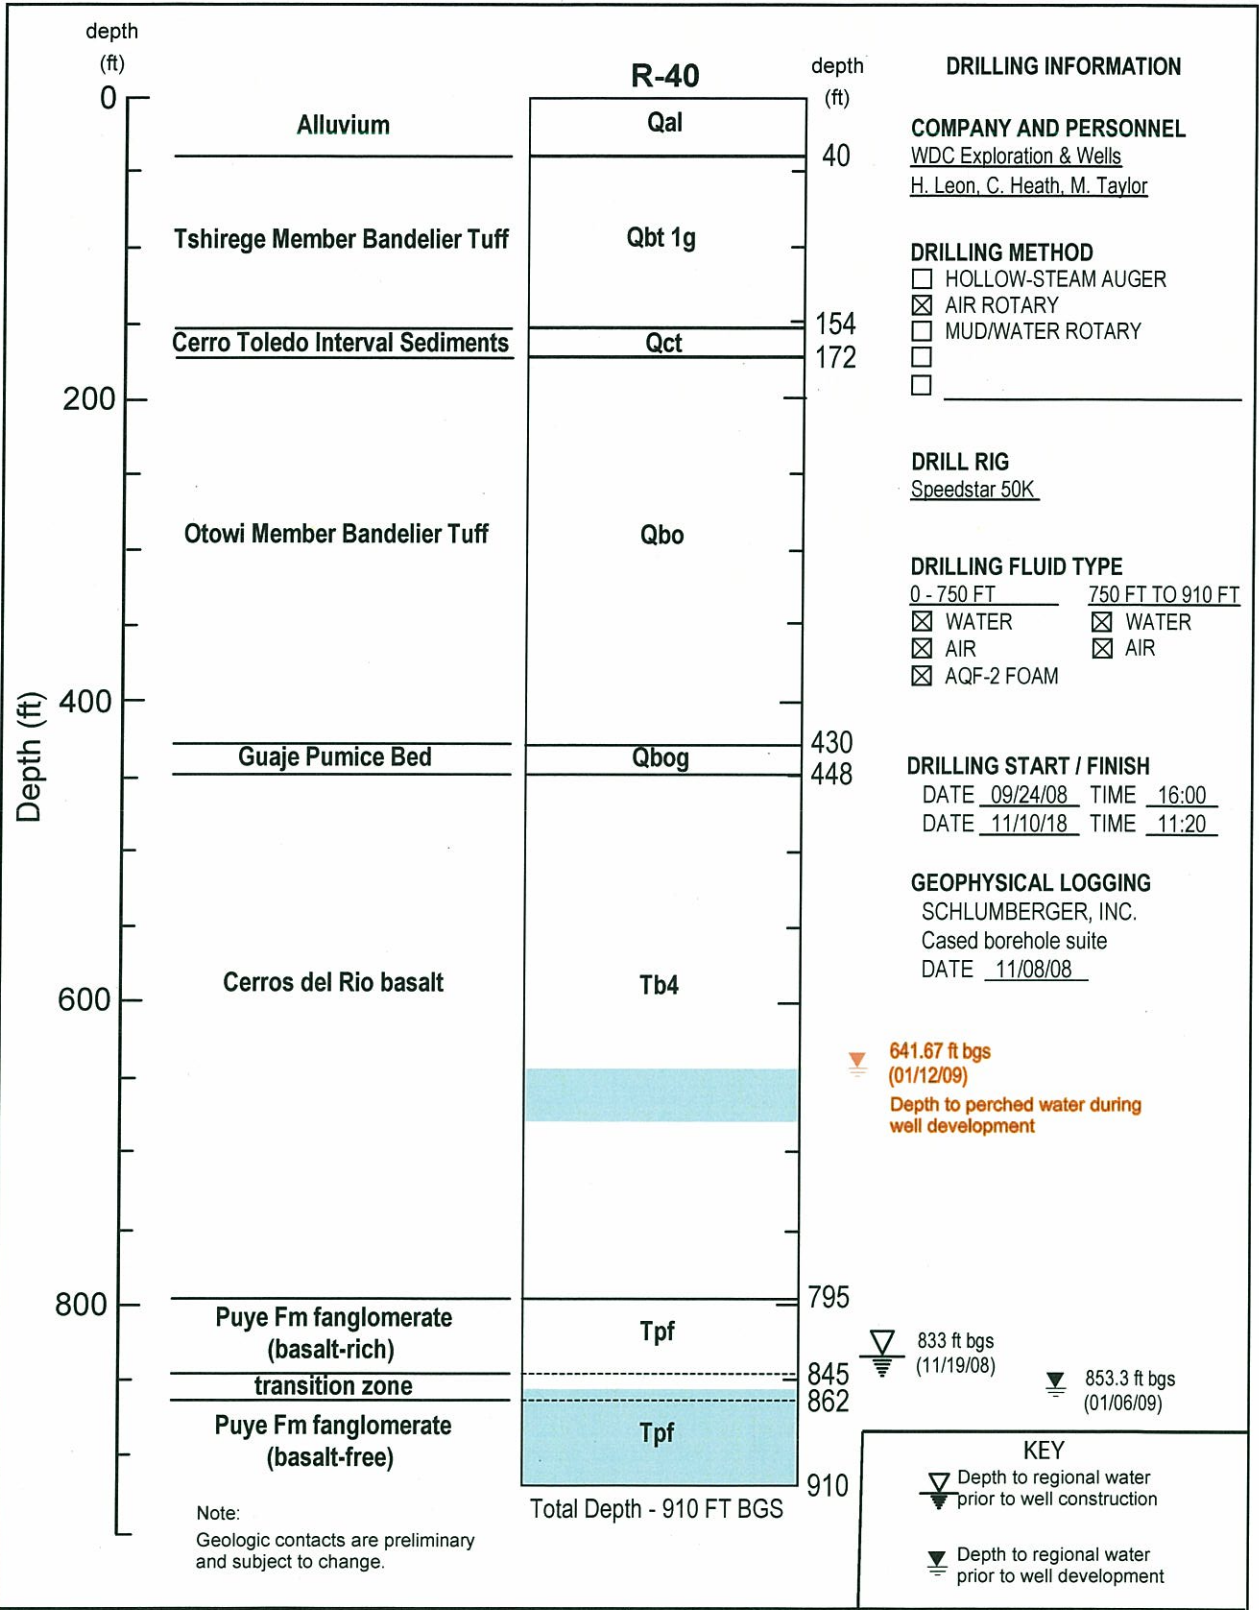 depth
(ft)
R-40
depth
(ft)
0
Alluvium
Qal
40
Tshirege Member Bandelier Tuff
Qbt 1g
154
Cerro Toledo Interval Sediments
Qct
172
200
Otowi Member Bandelier Tuff
Qbo
Depth (ft)
400
430
Guaje Pumice Bed
Qbog
448
Cerros del Rio basalt
Tb4
600
800
795
Puye Fm fanglomerate
(basalt-rich)
Tpf
845
transition zone
862
Puye Fm fanglomerate
(basalt-free)
Tpf
910
Total Depth - 910 FT BGS
Note:
Geologic contacts are preliminary
and subject to change.
DRILLING INFORMATION
COMPANY AND PERSONNEL
WDC Exploration & Wells
H. Leon, C. Heath, M. Taylor
DRILLING METHOD
HOLLOW-STEAM AUGER
AIR ROTARY
MUD/WATER ROTARY
DRILL RIG
Speedstar 50K
DRILLING FLUID TYPE
0 - 750 FT 750 FT TO 910 FT
WATER WATER
AIR AIR
AQF-2 FOAM
DRILLING START / FINISH
DATE 09/24/08 TIME 16:00
DATE 11/10/18 TIME 11:20
GEOPHYSICAL LOGGING
SCHLUMBERGER, INC.
Cased borehole suite
DATE 11/08/08
641.67 ft bgs
(01/12/09)
Depth to perched water during
well development
833 ft bgs
(11/19/08)
853.3 ft bgs
(01/06/09)
KEY
Depth to regional water
prior to well construction
Depth to regional water
prior to well development